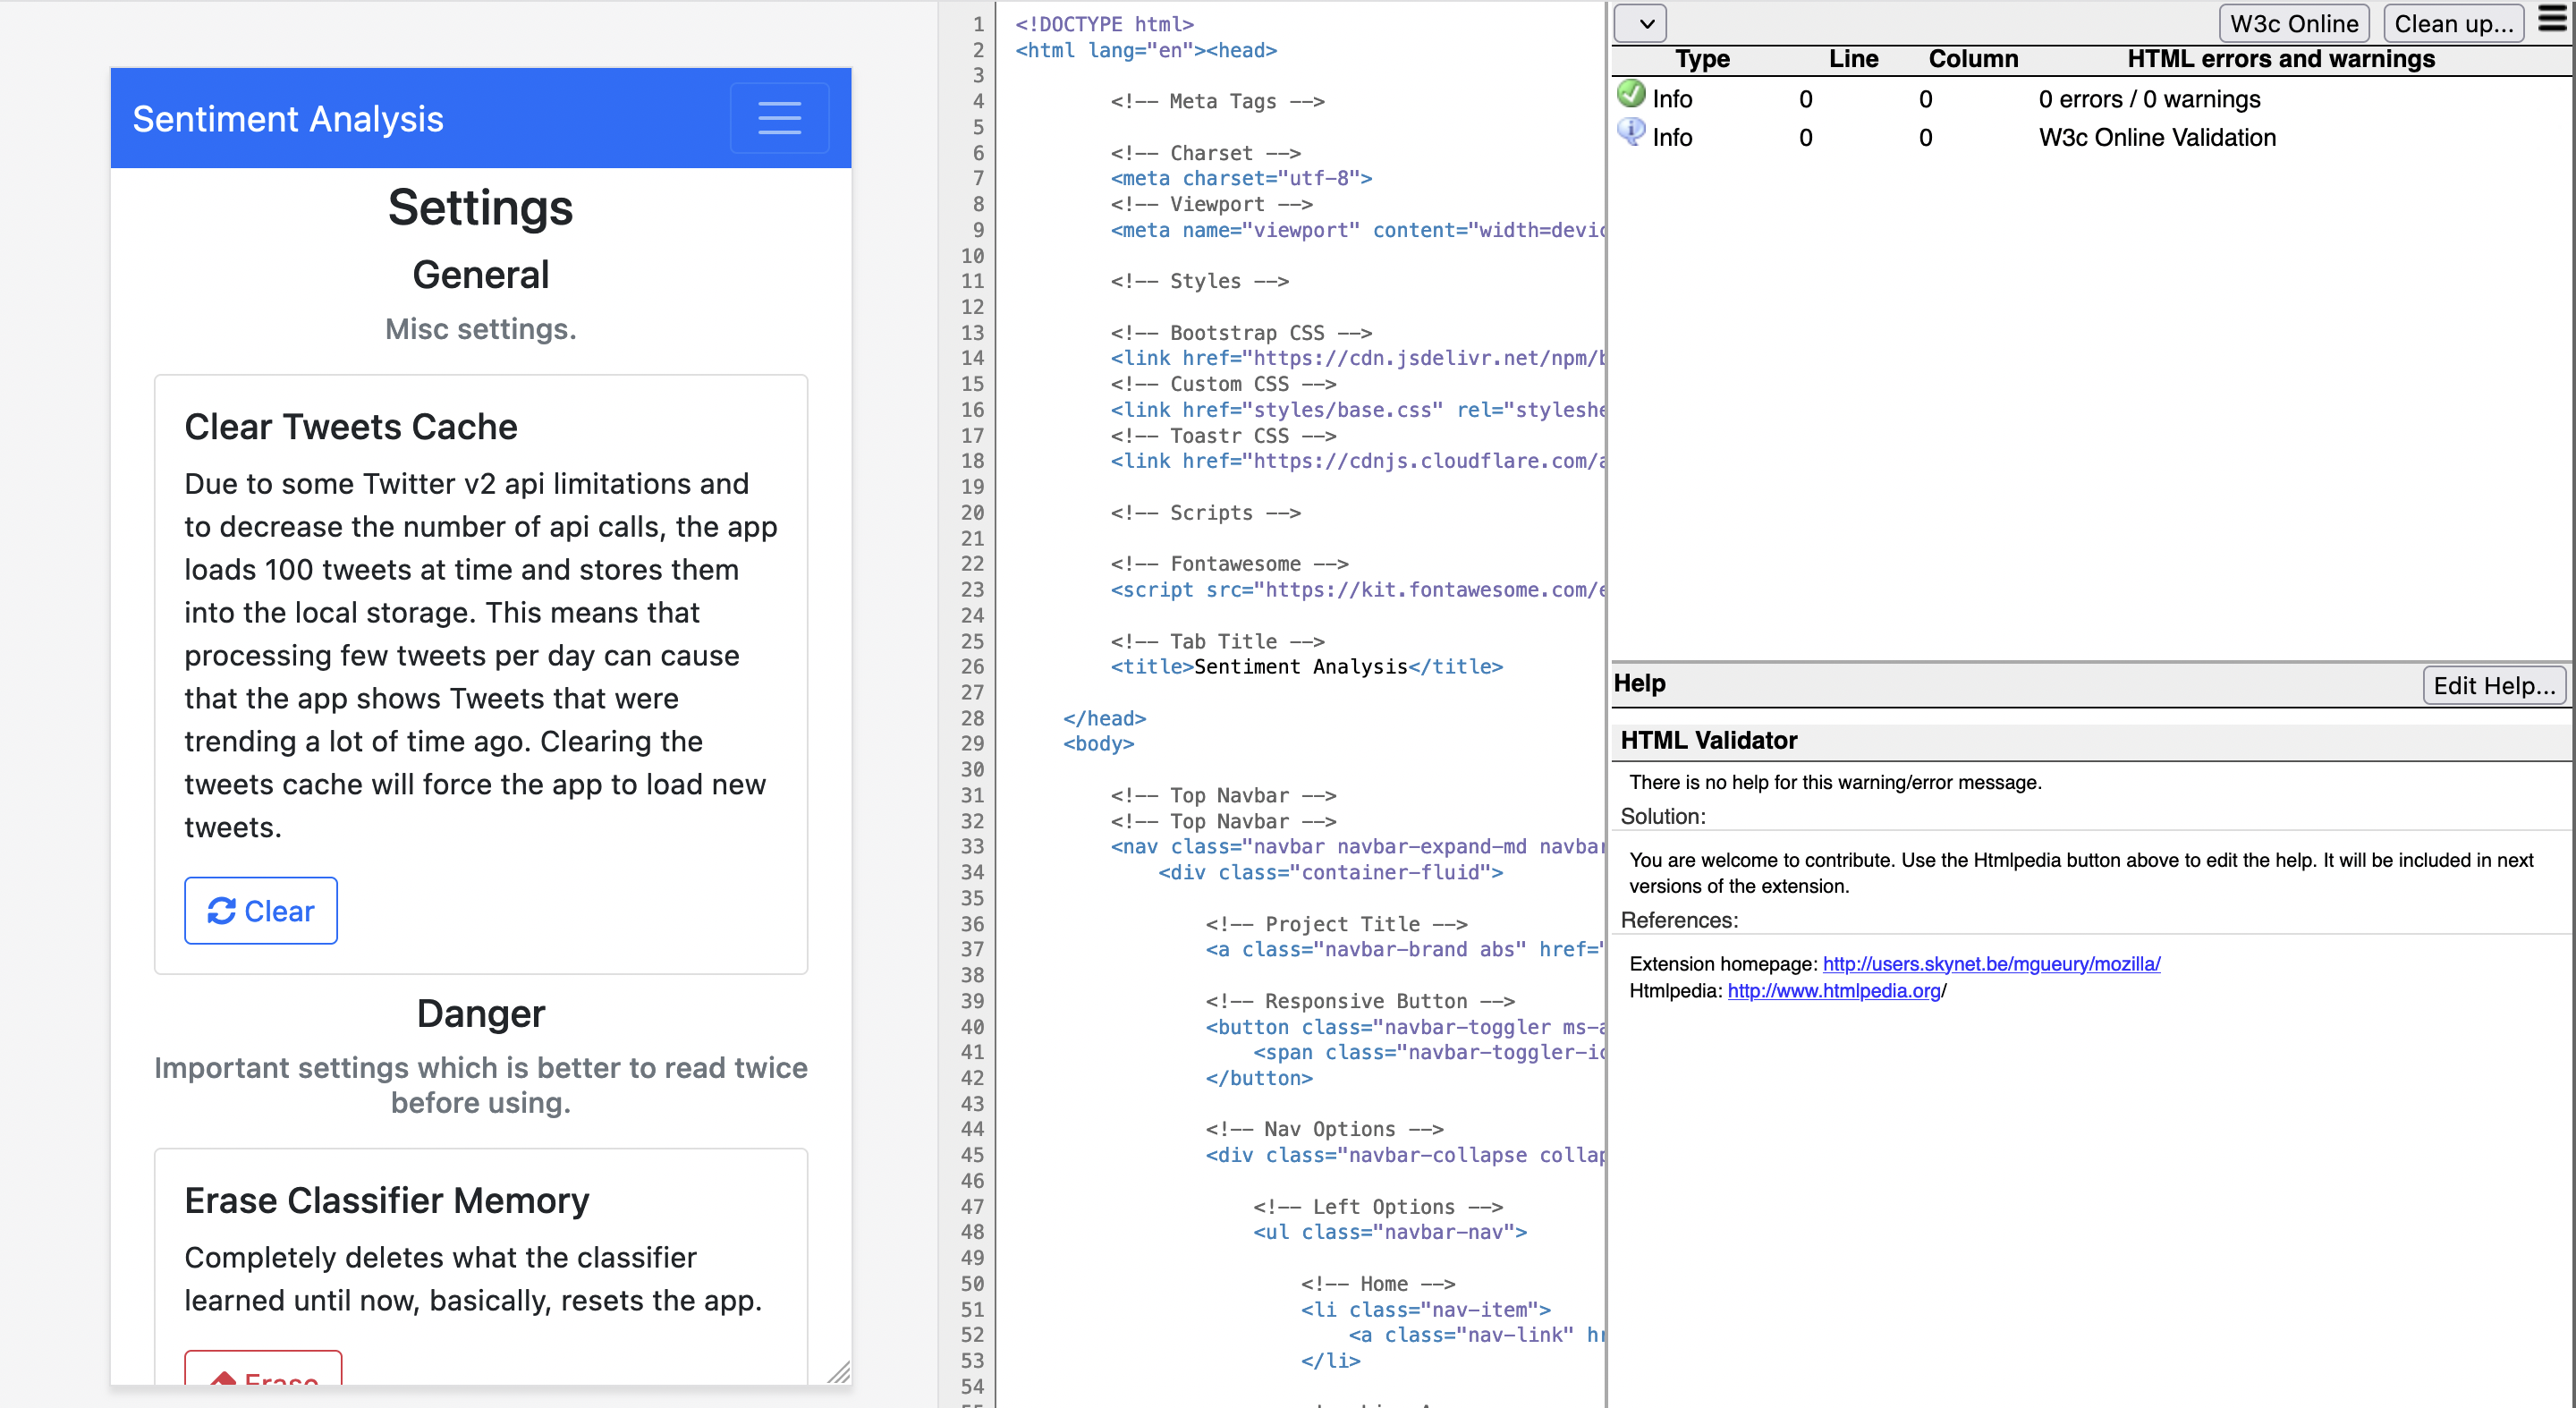 Sentiment Analysis
Settings
General
Misc settings.
Clear Tweets Cache
Due to some Twitter v2 api limitations and
to decrease the number of api calls, the app
loads 100 tweets at time and stores them
into the local storage. This means that
processing few tweets per day can cause
that the app shows Tweets that were
trending a lot of time ago. Clearing the
tweets cache will force the app to load new
tweets.
Clear
Danger
Important settings which is better to read twice
before using.
Erase Classifier Memory
Completely deletes what the classifier
learned until now, basically, resets the app.
Erase
1 <!DOCTYPE html>
2 <html lang="en"><head>
3
4 <!-- Meta Tags -->
5
6 <!-- Charset -->
7 <meta charset="utf-8">
8 <!-- Viewport -->
9 <meta name="viewport" content="width=devic
10
11 <!-- Styles -->
12
13 <!-- Bootstrap CSS -->
14 <link href="https://cdn.jsdelivr.net/npm/b
15 <!-- Custom CSS -->
16 <link href="styles/base.css" rel="styleshe
17 <!-- Toastr CSS -->
18 <link href="https://cdnjs.cloudflare.com/a
19
20 <!-- Scripts -->
21
22 <!-- Fontawesome -->
23 <script src="https://kit.fontawesome.com/e
24
25 <!-- Tab Title -->
26 <title>Sentiment Analysis</title>
27
28 </head>
29 <body>
30
31 <!-- Top Navbar -->
32 <!-- Top Navbar -->
33 <nav class="navbar navbar-expand-md navbar
34 <div class="container-fluid">
35
36 <!-- Project Title -->
37 <a class="navbar-brand abs" href="
38
39 <!-- Responsive Button -->
40 <button class="navbar-toggler ms-a
41 <span class="navbar-toggler-ic
42 </button>
43
44 <!-- Nav Options -->
45 <div class="navbar-collapse collap
46
47 <!-- Left Options -->
48 <ul class="navbar-nav">
49
50 <!-- Home -->
51 <li class="nav-item">
52 <a class="nav-link" hr
53 </li>
54
W3c Online Clean up...
Type Line Column HTML errors and warnings
Info 0 0 0 errors / 0 warnings
Info 0 0 W3c Online Validation
Help Edit Help...
HTML Validator
There is no help for this warning/error message.
Solution:
You are welcome to contribute. Use the Htmlpedia button above to edit the help. It will be included in next
versions of the extension.
References:
Extension homepage: http://users.skynet.be/mgueury/mozilla/
Htmlpedia: http://www.htmlpedia.org/